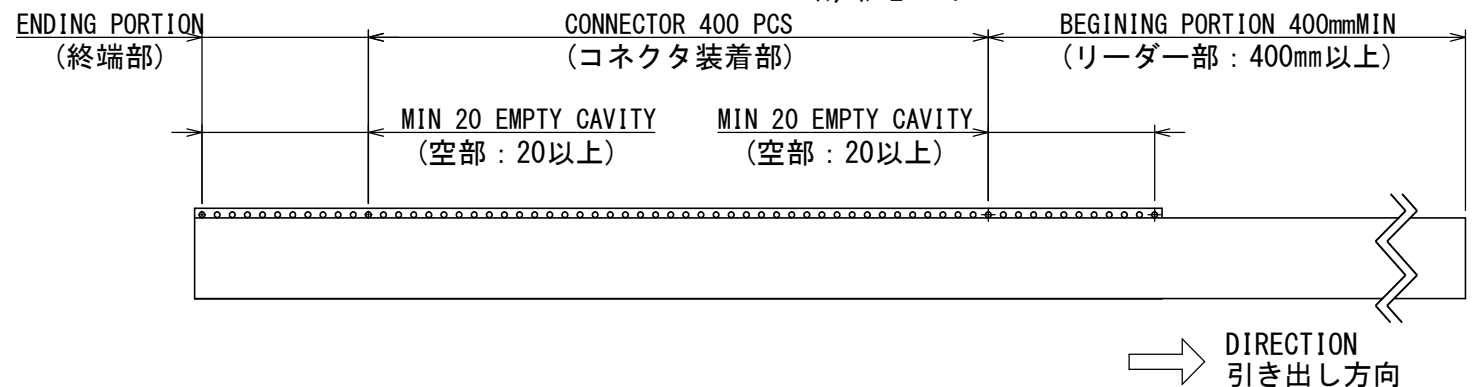 ENDING PORTION
(終端部)
CONNECTOR 400 PCS
(コネクタ装着部)
BEGINING PORTION 400mmMIN
(リーダー部：400mm以上)
MIN 20 EMPTY CAVITY
(空部：20以上)
MIN 20 EMPTY CAVITY
(空部：20以上)
DIRECTION
引き出し方向